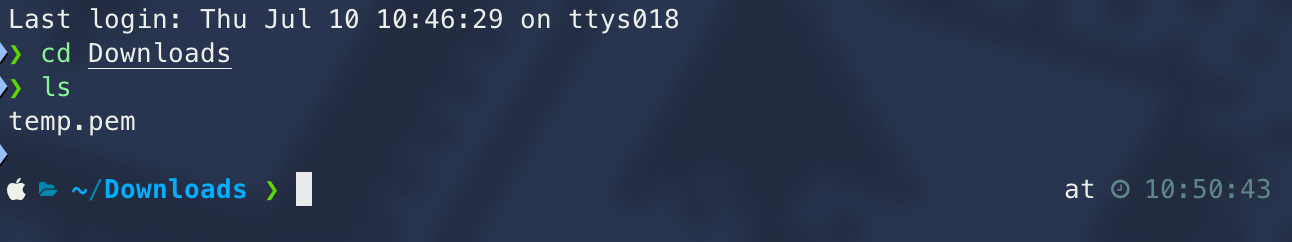 Last login: Thu Jul 10 10:46:29 on ttys018
❯ cd Downloads
❯ ls
temp.pem
~/Downloads ❯ at 10:50:43